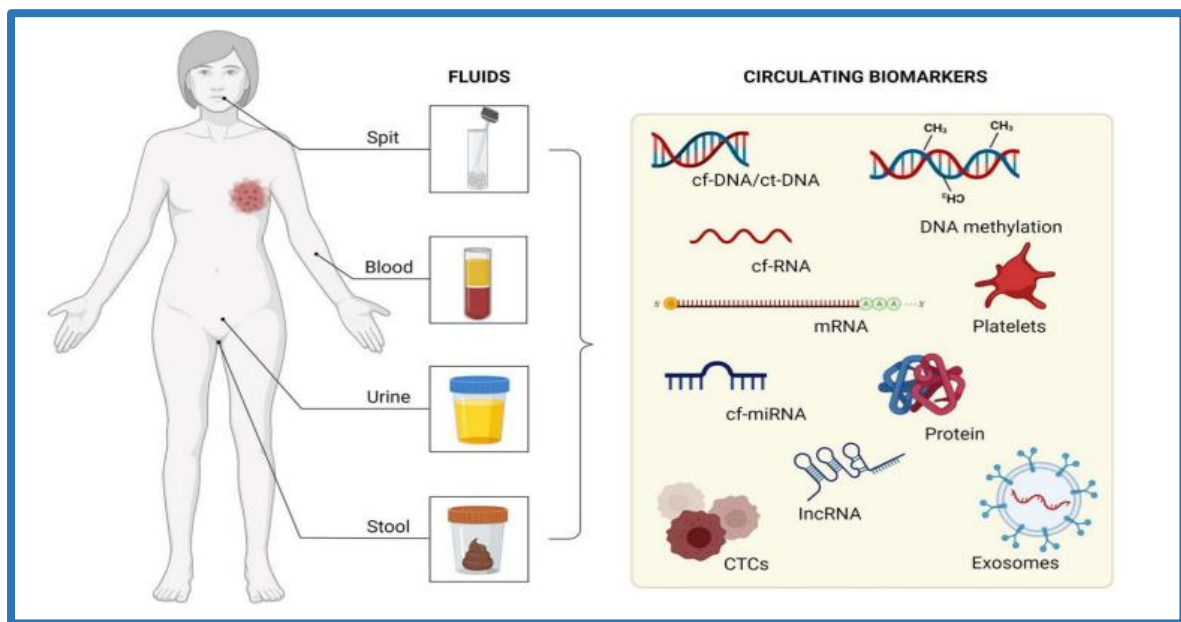 FLUIDS
Spit
Blood
Urine
Stool
CIRCULATING BIOMARKERS
cf-DNA/ct-DNA
CH₃
CH₃
CH₃
DNA methylation
cf-RNA
5'
A A A ··· 3'
mRNA
Platelets
cf-miRNA
Protein
lncRNA
CTCs
Exosomes